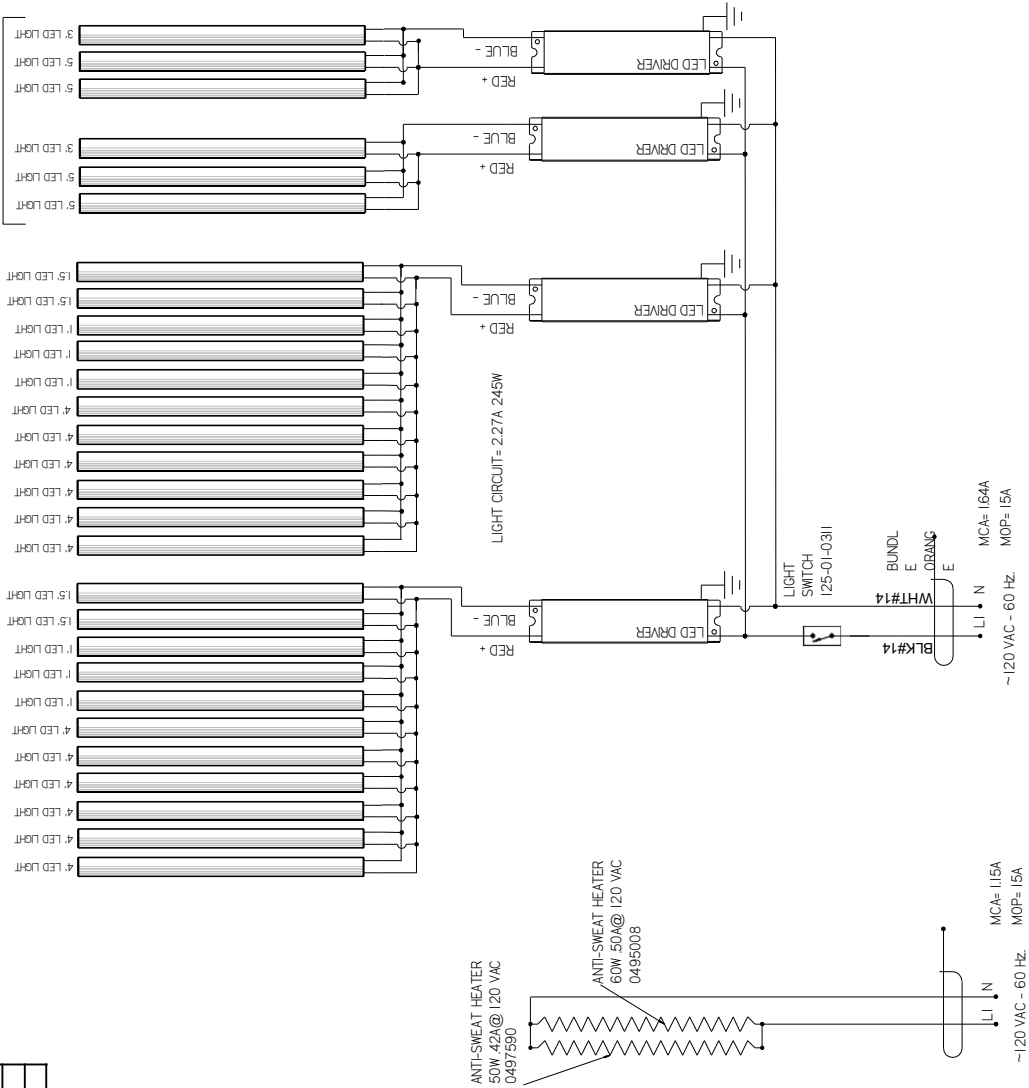 3' LED LIGHT
5' LED LIGHT
5' LED LIGHT
BLUE -
RED +
LED DRIVER
3' LED LIGHT
5' LED LIGHT
5' LED LIGHT
BLUE -
RED +
LED DRIVER
1.5' LED LIGHT
1.5' LED LIGHT
1' LED LIGHT
1' LED LIGHT
1' LED LIGHT
4' LED LIGHT
4' LED LIGHT
4' LED LIGHT
4' LED LIGHT
4' LED LIGHT
4' LED LIGHT
BLUE -
RED +
LED DRIVER
LIGHT CIRCUIT= 2.27A 245W
1.5' LED LIGHT
1.5' LED LIGHT
1' LED LIGHT
1' LED LIGHT
1' LED LIGHT
4' LED LIGHT
4' LED LIGHT
4' LED LIGHT
4' LED LIGHT
4' LED LIGHT
4' LED LIGHT
BLUE -
RED +
LED DRIVER
LIGHT
SWITCH
125-01-0311
BUNDL
E
ORANG
E
WHT#14
BLK#14
L1 N
~120 VAC - 60 Hz.
MCA= 1.64A
MOP= 15A
ANTI-SWEAT HEATER
50W .42A@ 120 VAC
0497590
ANTI-SWEAT HEATER
60W .50A@ 120 VAC
0495008
L1 N
~120 VAC - 60 Hz.
MCA= 1.15A
MOP= 15A